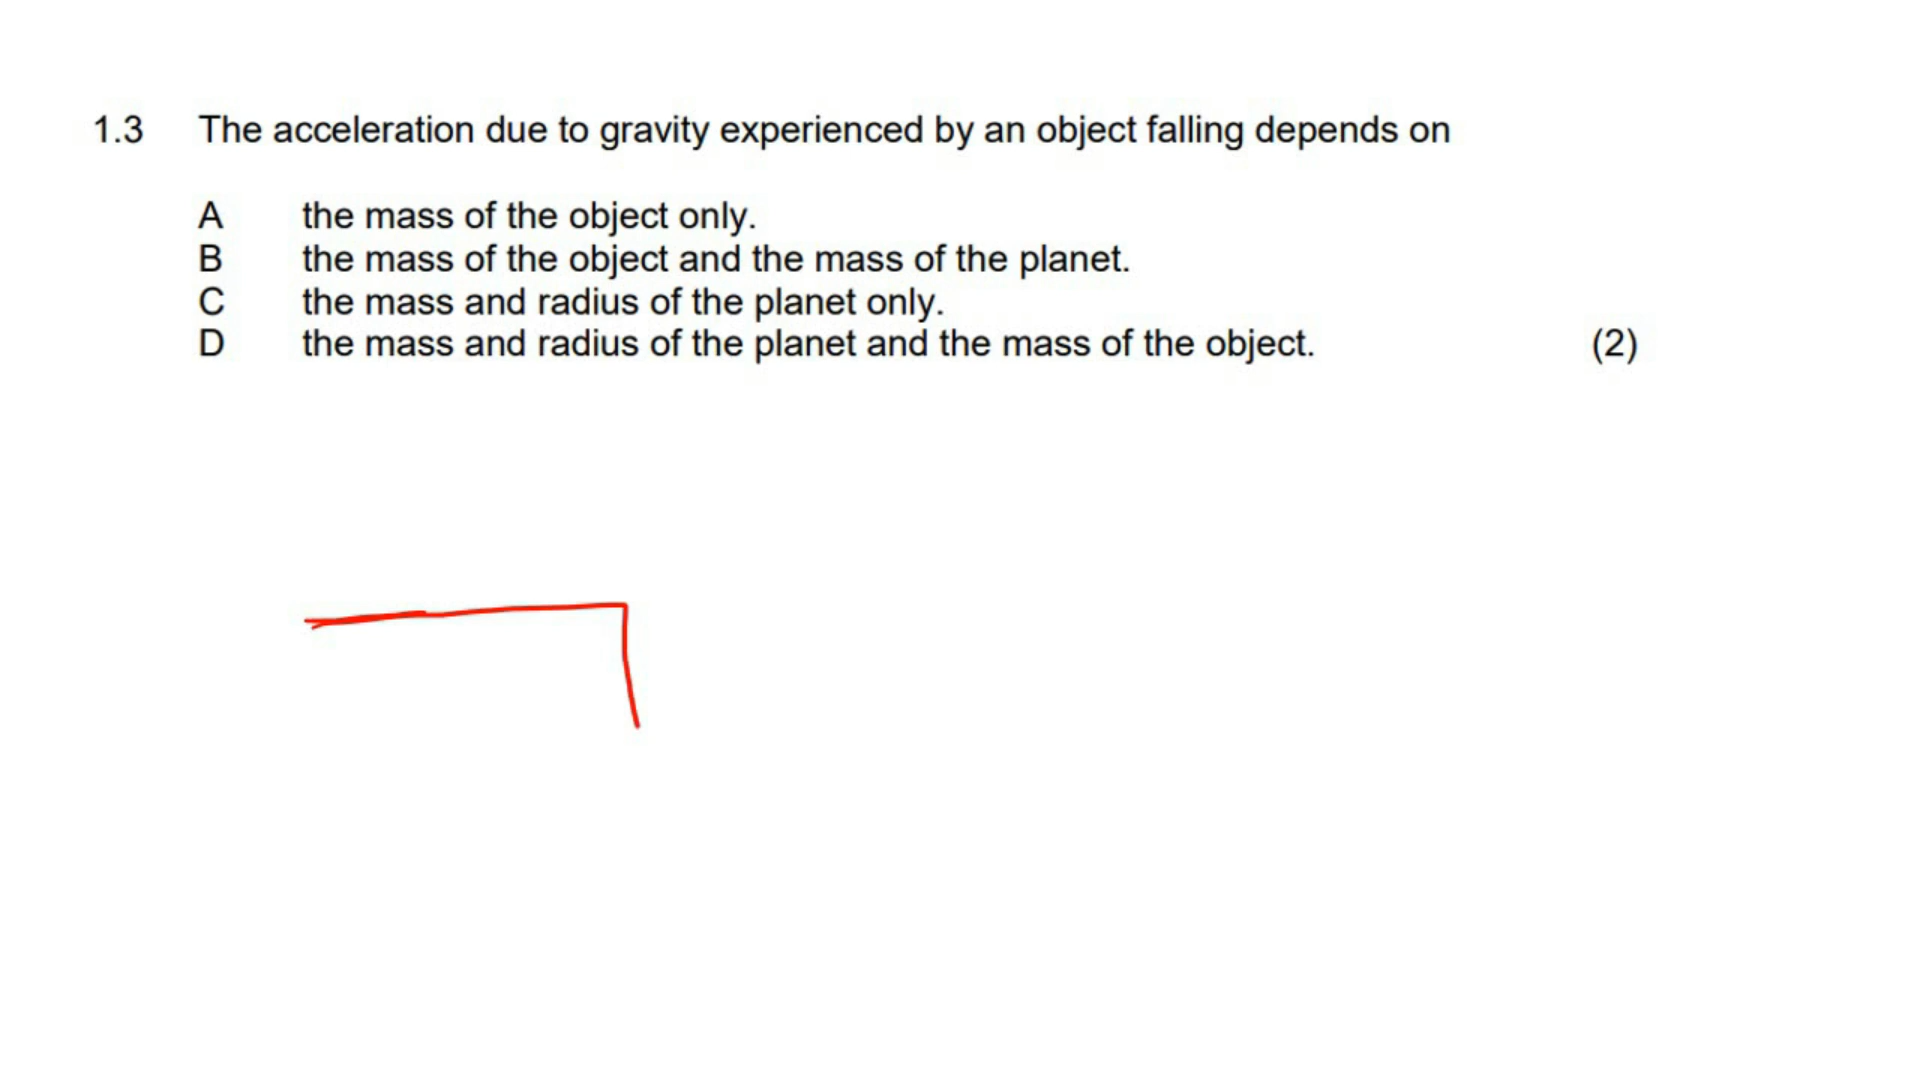 1.3 The acceleration due to gravity experienced by an object falling depends on
A the mass of the object only.
B the mass of the object and the mass of the planet.
C the mass and radius of the planet only.
D the mass and radius of the planet and the mass of the object. (2)